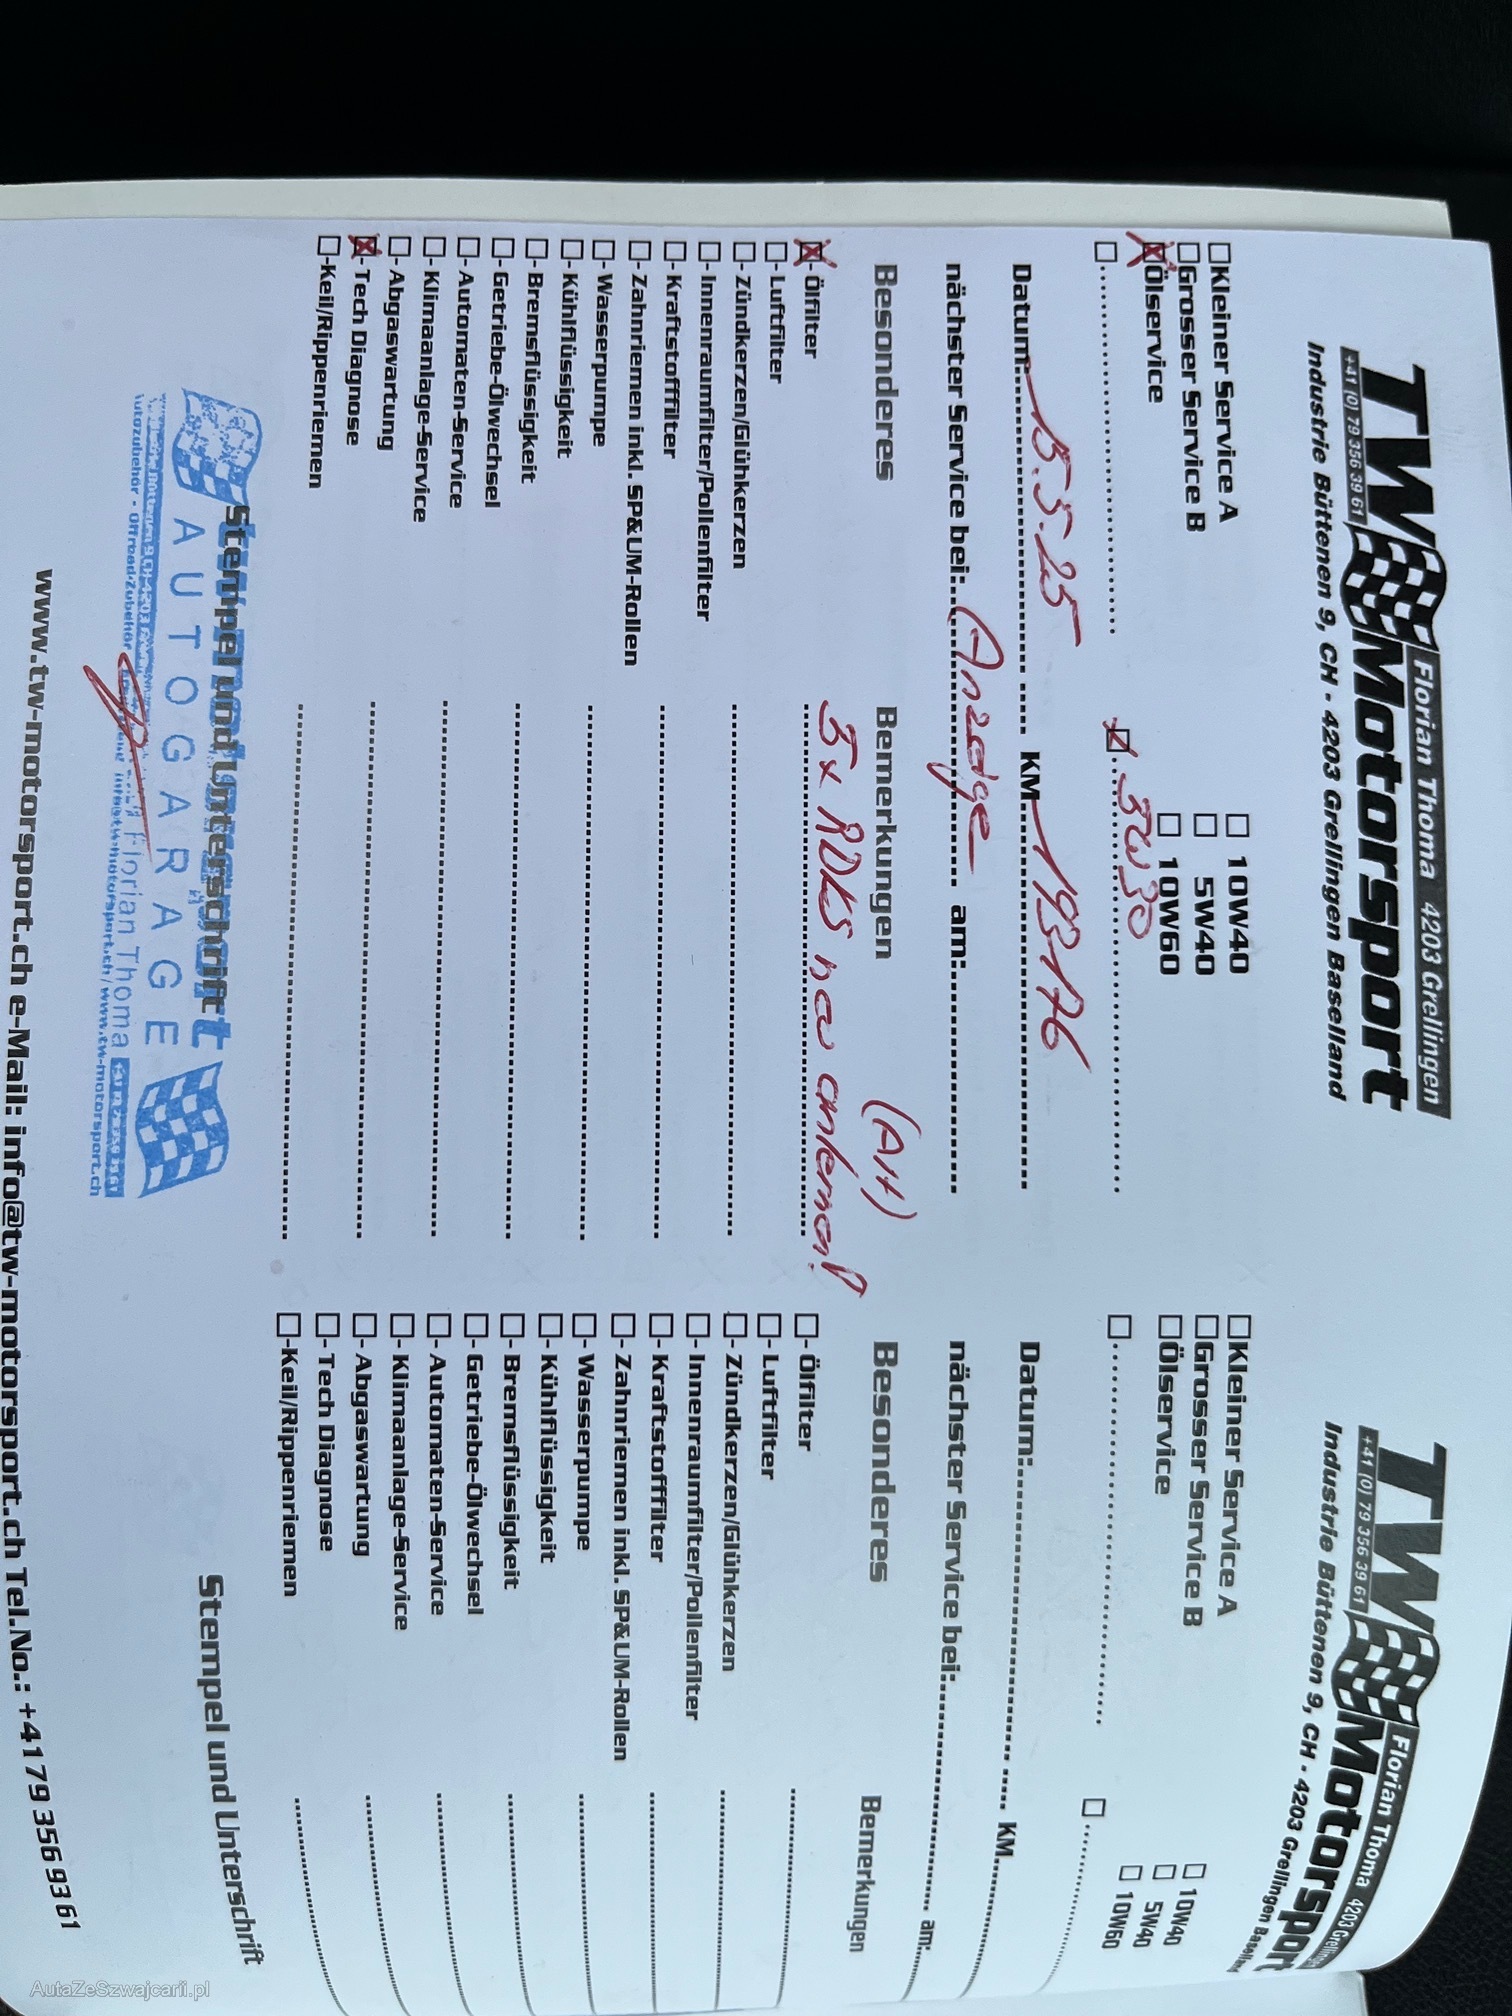 TW Motorsport
Florian Thoma 4203 Grellingen
+41 (0) 79 356 39 61
Industrie Büttenen 9, CH - 4203 Grellingen Baselland
Kleiner Service A
Grosser Service B
Ölservice
10W40
5W40
10W60
5W30
Datum: 15.5.25 KM 193176
nächster Service bei: Anzeige am:
Besonderes Bemerkungen
(Alt)
- Ölfilter 5x RDKS neu anlernen!
- Luftfilter
- Zündkerzen/Glühkerzen
- Innenraumfilter/Pollenfilter
- Kraftstofffilter
- Zahnriemen inkl. SP&UM-Rollen
- Wasserpumpe
- Kühlflüssigkeit
- Bremsflüssigkeit
- Getriebe-Ölwechsel
- Automaten-Service
- Klimaanlage-Service
- Abgaswartung
- Tech Diagnose
-Keil/Rippenriemen
Stempel und Unterschrift
AUTOGARAGE
Florian Thoma
www.tw-motorsport.ch
TW Motorsport
Florian Thoma 4203 Grellingen
+41 (0) 79 356 39 61
Industrie Büttenen 9, CH - 4203 Grellingen Baselland
Kleiner Service A
Grosser Service B
Ölservice
10W40
5W40
10W60
Datum: KM
nächster Service bei: am:
Besonderes Bemerkungen
- Ölfilter
- Luftfilter
- Zündkerzen/Glühkerzen
- Innenraumfilter/Pollenfilter
- Kraftstofffilter
- Zahnriemen inkl. SP&UM-Rollen
- Wasserpumpe
- Kühlflüssigkeit
- Bremsflüssigkeit
- Getriebe-Ölwechsel
- Automaten-Service
- Klimaanlage-Service
- Abgaswartung
- Tech Diagnose
-Keil/Rippenriemen
Stempel und Unterschrift
www.tw-motorsport.ch e-Mail: info@tw-motorsport.ch Tel.No.: +41 79 356 93 61
AutaZeSzwajcarii.pl